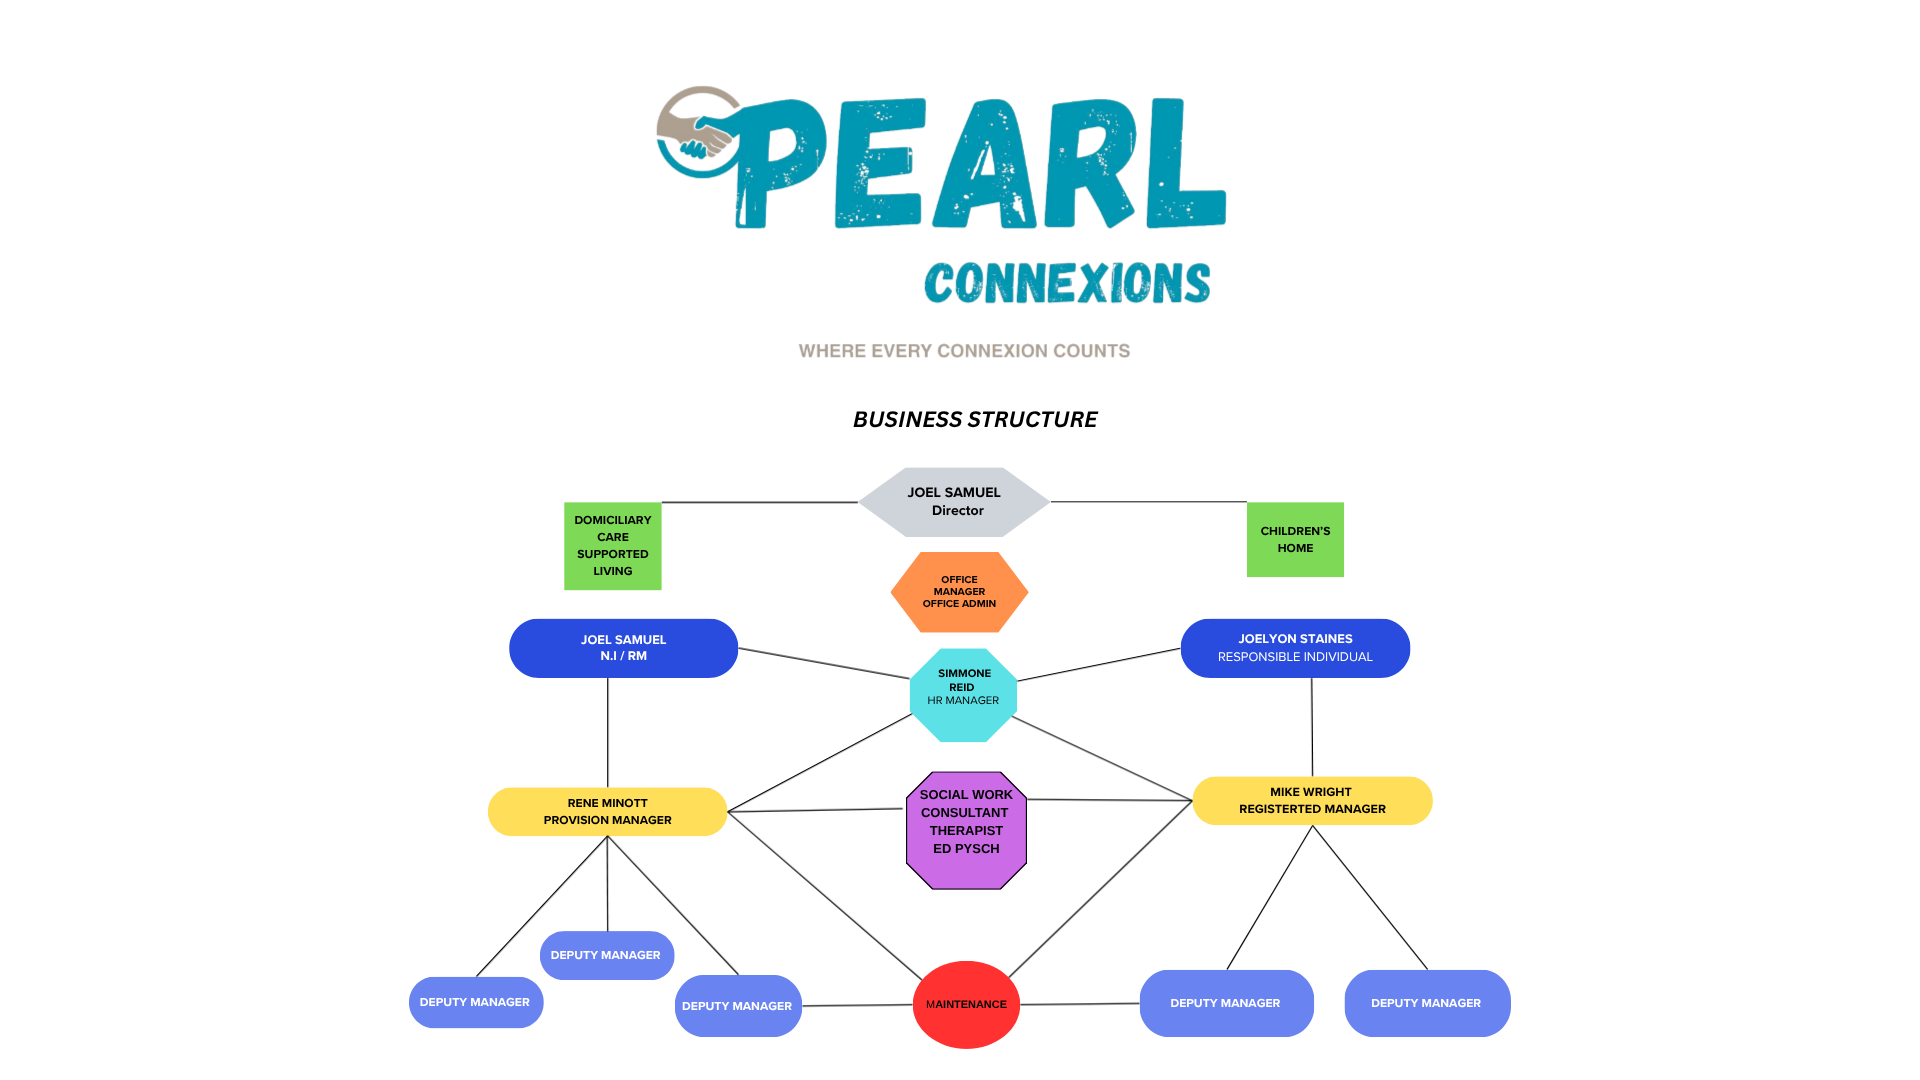 PEARL
CONNEXIONS
WHERE EVERY CONNEXION COUNTS
BUSINESS STRUCTURE
JOEL SAMUEL
Director
DOMICILIARY
CARE
SUPPORTED
LIVING
CHILDREN'S
HOME
OFFICE
MANAGER
OFFICE ADMIN
JOEL SAMUEL
N.I / RM
JOELYON STAINES
RESPONSIBLE INDIVIDUAL
SIMMONE
REID
HR MANAGER
RENE MINOTT
PROVISION MANAGER
SOCIAL WORK
CONSULTANT
THERAPIST
ED PYSCH
MIKE WRIGHT
REGISTERTED MANAGER
DEPUTY MANAGER
DEPUTY MANAGER
DEPUTY MANAGER
MAINTENANCE
DEPUTY MANAGER
DEPUTY MANAGER